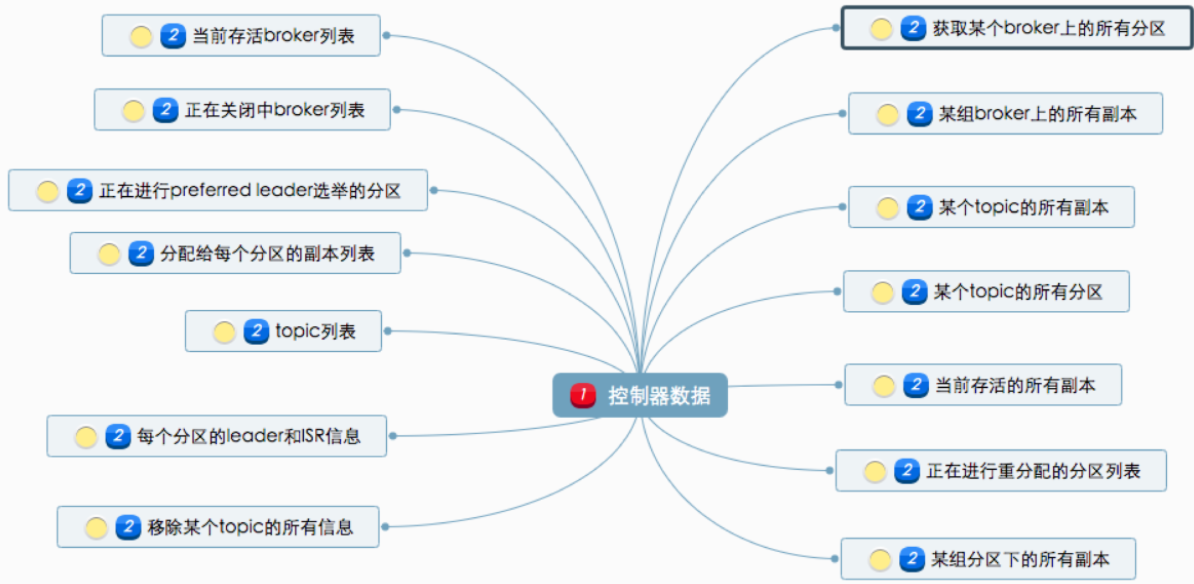 2 当前存活broker列表
2 正在关闭中broker列表
2 正在进行preferred leader选举的分区
2 分配给每个分区的副本列表
2 topic列表
2 每个分区的leader和ISR信息
2 移除某个topic的所有信息
1 控制器数据
2 获取某个broker上的所有分区
2 某组broker上的所有副本
2 某个topic的所有副本
2 某个topic的所有分区
2 当前存活的所有副本
2 正在进行重分配的分区列表
2 某组分区下的所有副本